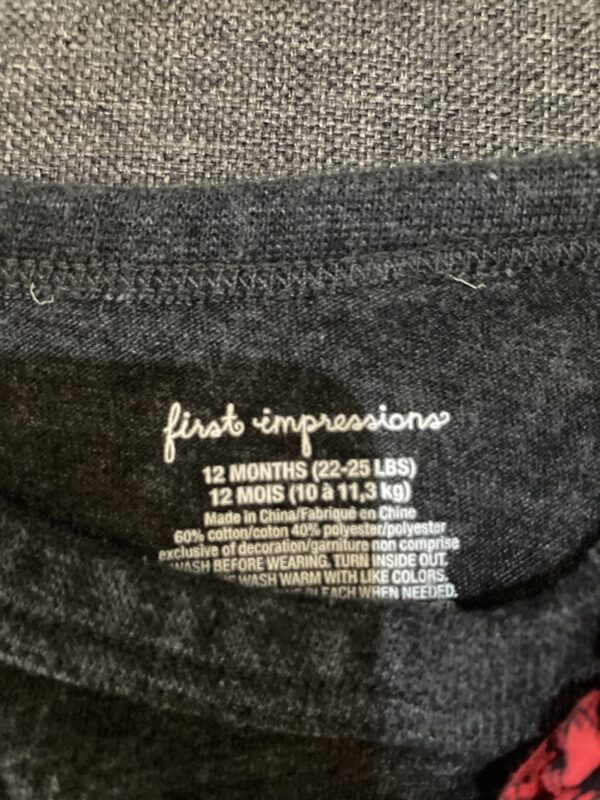 first impressions
12 MONTHS (22-25 LBS)
12 MOIS (10 à 11,3 kg)
Made in China/Fabriqué en Chine
60% cotton/coton 40% polyester/polyester
exclusive of decoration/garniture non comprise
WASH BEFORE WEARING. TURN INSIDE OUT.
WASH WARM WITH LIKE COLORS.
BLEACH WHEN NEEDED.